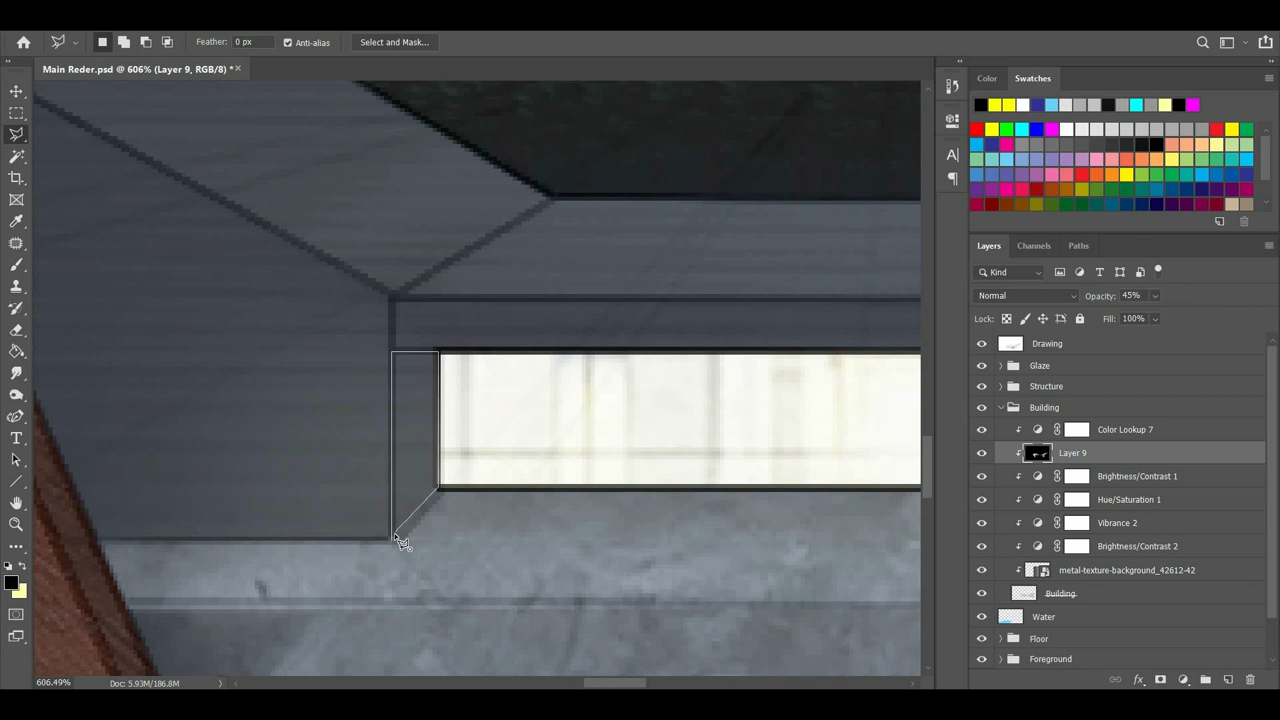 Feather: 0 px Anti-alias Select and Mask...
Main Reder.psd @ 606% (Layer 9, RGB/8) *
Color Swatches
Layers Channels Paths
Kind
Normal Opacity: 45%
Lock: Fill: 100%
Drawing
Glaze
Structure
Building
Color Lookup 7
Layer 9
Brightness/Contrast 1
Hue/Saturation 1
Vibrance 2
Brightness/Contrast 2
metal-texture-background_42612-42
Building
Water
Floor
Foreground
606.49% Doc: 5.93M/186.8M